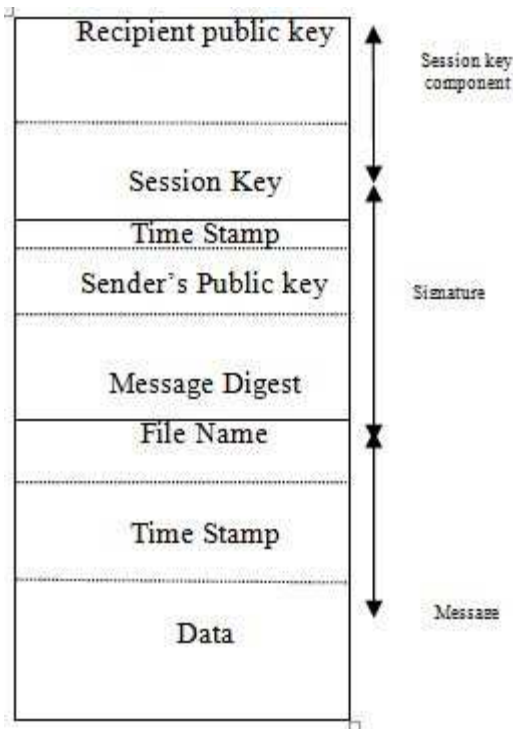 Recipient public key
Session key
component
Session Key
Time Stamp
Sender's Public key
Signature
Message Digest
File Name
Time Stamp
Message
Data